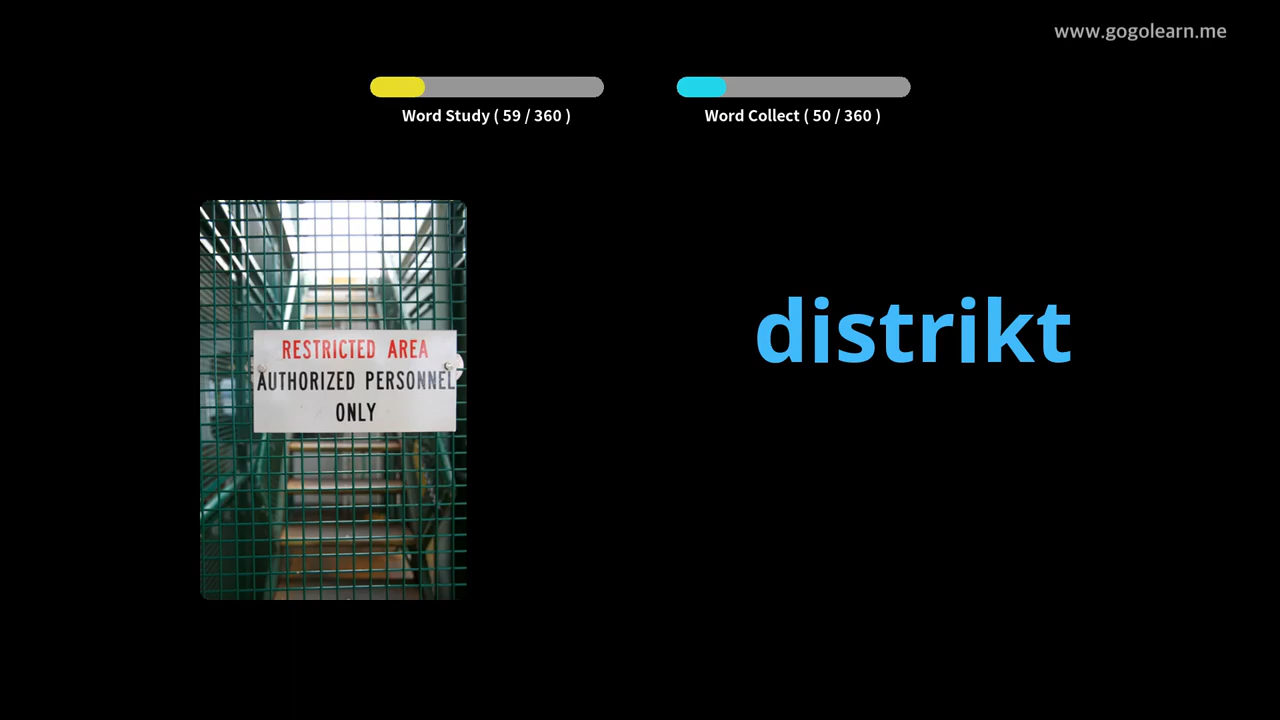 www.gogolearn.me
Word Study ( 59 / 360 )
Word Collect ( 50 / 360 )
RESTRICTED AREA
AUTHORIZED PERSONNEL
ONLY
distrikt